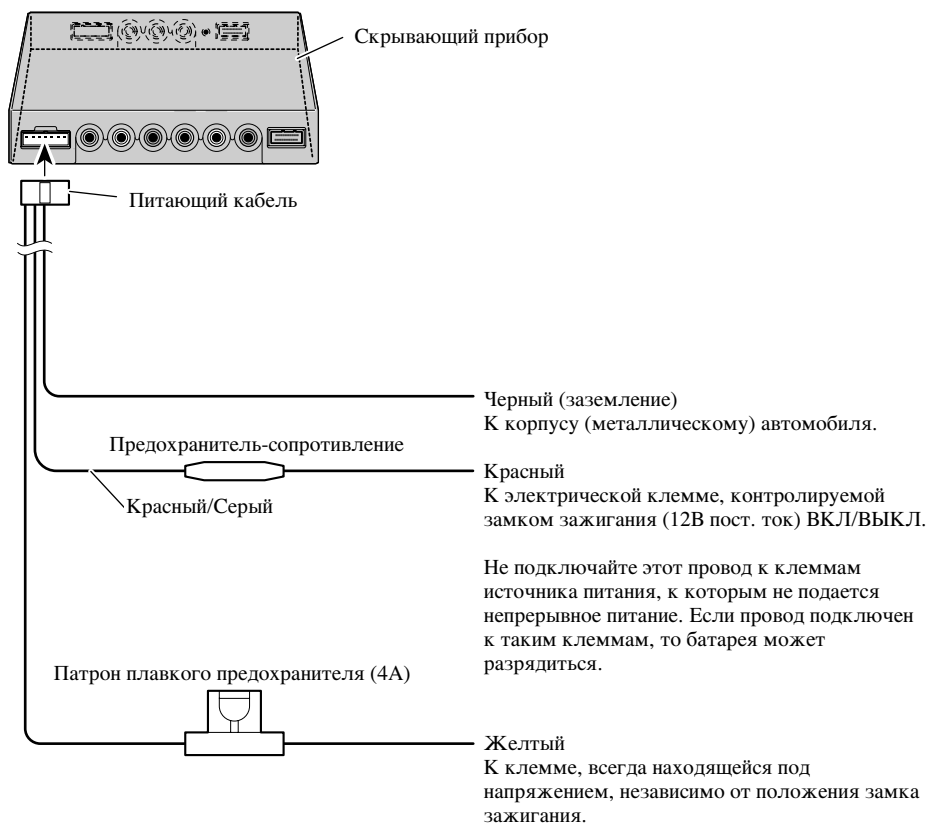 Скрывающий прибор
Питающий кабель
Черный (заземление)
К корпусу (металлическому) автомобиля.
Предохранитель-сопротивление
Красный
К электрической клемме, контролируемой
замком зажигания (12В пост. ток) ВКЛ/ВЫКЛ.
Красный/Серый
Не подключайте этот провод к клеммам
источника питания, к которым не подается
непрерывное питание. Если провод подключен
к таким клеммам, то батарея может
разрядиться.
Патрон плавкого предохранителя (4А)
Желтый
К клемме, всегда находящейся под
напряжением, независимо от положения замка
зажигания.